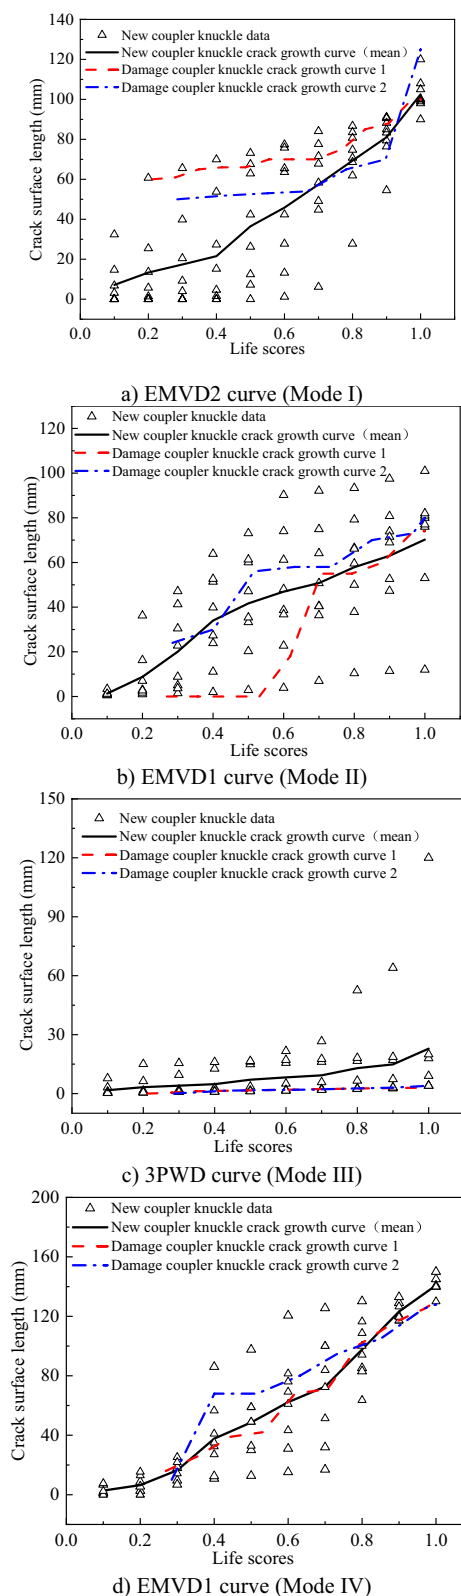 140
120
100
80
60
40
20
0
New coupler knuckle data
New coupler knuckle crack growth curve (mean)
Damage coupler knuckle crack growth curve 1
Damage coupler knuckle crack growth curve 2
Crack surface length (mm)
0.0 0.2 0.4 0.6 0.8 1.0
Life scores
a) EMVD2 curve (Mode I)
120
100
80
60
40
20
0
New coupler knuckle data
New coupler knuckle crack growth curve（mean）
Damage coupler knuckle crack growth curve 1
Damage coupler knuckle crack growth curve 2
Crack surface length (mm)
0.0 0.2 0.4 0.6 0.8 1.0
Life scores
b) EMVD1 curve (Mode II)
150
120
90
60
30
0
New coupler knuckle data
New coupler knuckle crack growth curve（mean）
Damage coupler knuckle crack growth curve 1
Damage coupler knuckle crack growth curve 2
Crack surface length (mm)
0.0 0.2 0.4 0.6 0.8 1.0
Life scores
c) 3PWD curve (Mode III)
200
160
120
80
40
0
New coupler knuckle data
New coupler knuckle crack growth curve（mean）
Damage coupler knuckle crack growth curve 1
Damage coupler knuckle crack growth curve 2
Crack surface length (mm)
0.0 0.2 0.4 0.6 0.8 1.0
Life scores
d) EMVD1 curve (Mode IV)